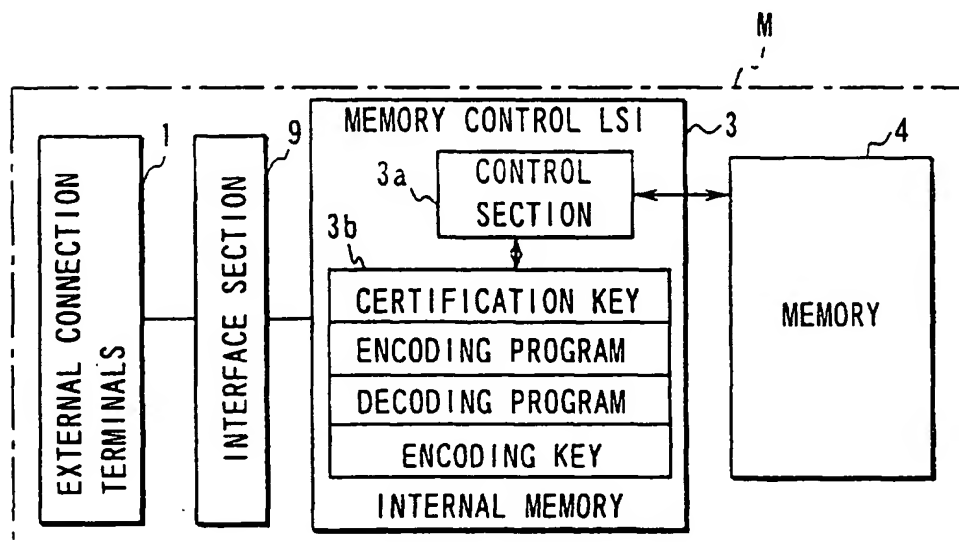 M
1
EXTERNAL CONNECTION
TERMINALS
9
INTERFACE SECTION
MEMORY CONTROL LSI
3
3a
CONTROL
SECTION
3b
CERTIFICATION KEY
ENCODING PROGRAM
DECODING PROGRAM
ENCODING KEY
INTERNAL MEMORY
4
MEMORY